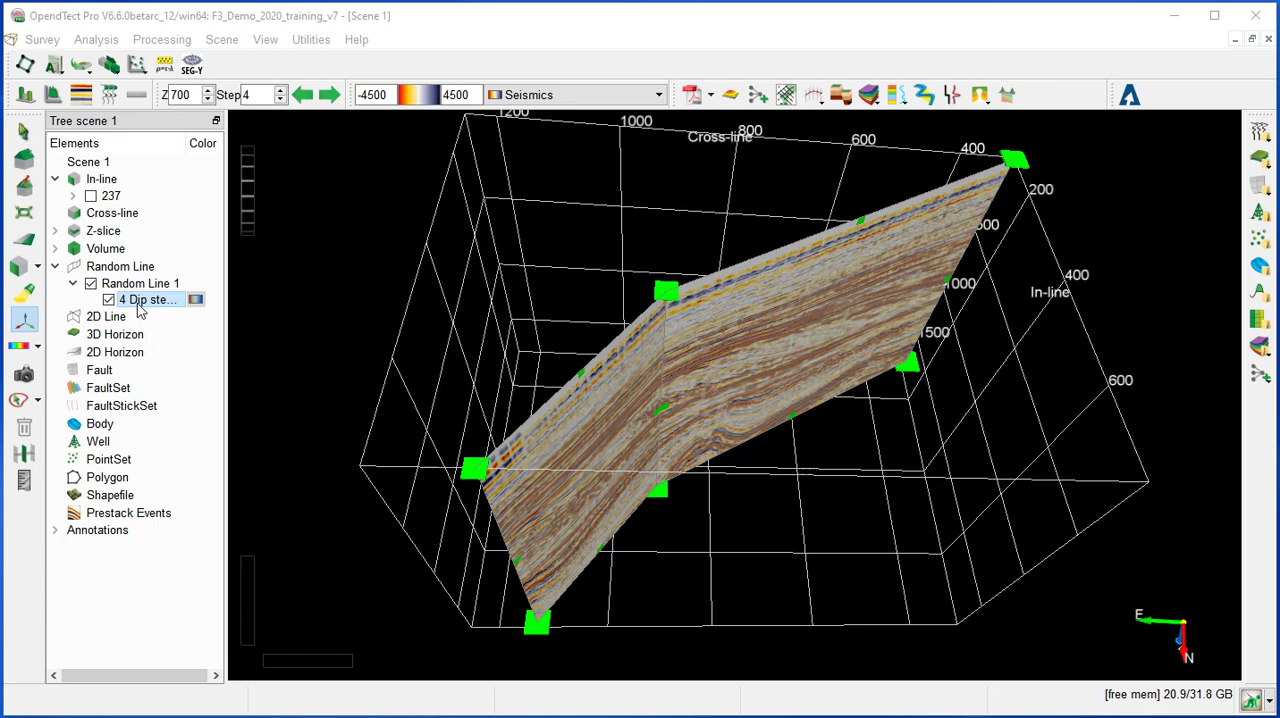 OpendTect Pro V6.6.0betarc_12/win64: F3_Demo_2020_training_v7 - [Scene 1]
Survey Analysis Processing Scene View Utilities Help
SEG-Y
Z 700 Step 4 -4500 4500 Seismics
Tree scene 1
Elements Color
Scene 1
In-line
237
Cross-line
Z-slice
Volume
Random Line
Random Line 1
4 Dip ste...
2D Line
3D Horizon
2D Horizon
Fault
FaultSet
FaultStickSet
Body
Well
PointSet
Polygon
Shapefile
Prestack Events
Annotations
1200
1000
Cross-line
800
600
400
200
500
400
In-line
1000
1500
600
E
N
[free mem] 20.9/31.8 GB